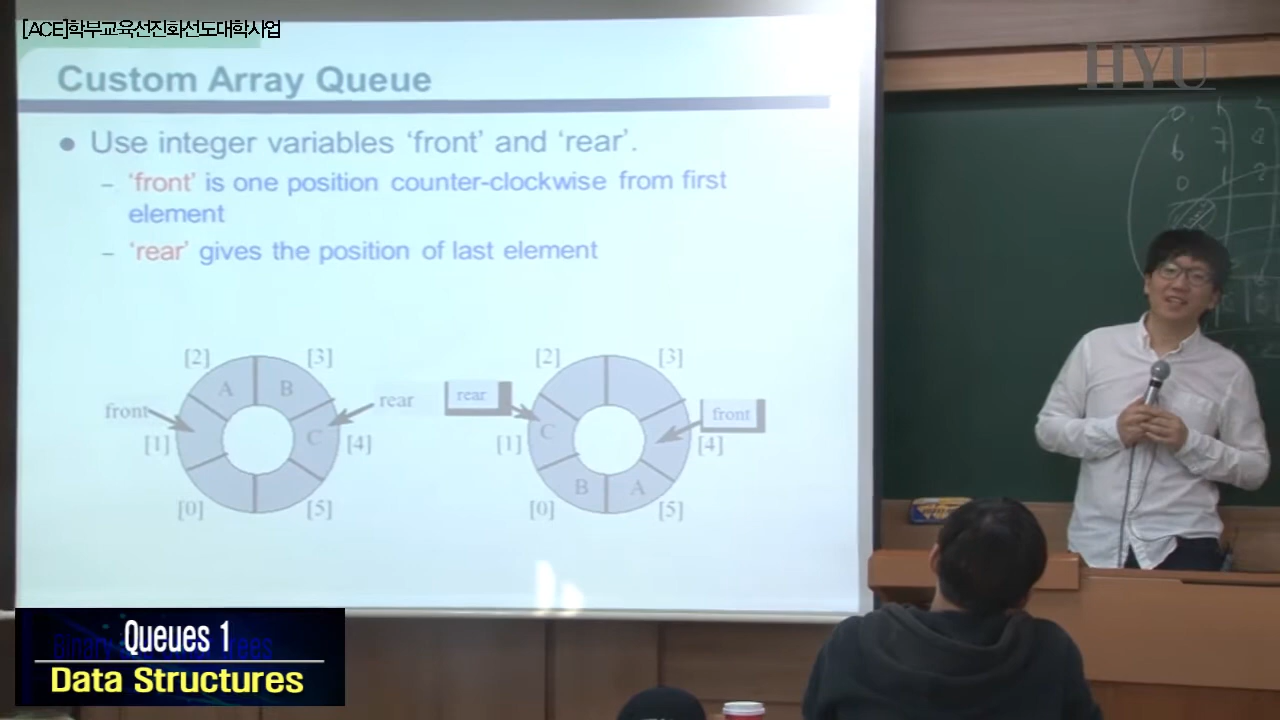 [ACE]학부교육선진화선도대학사업
HYU
Custom Array Queue
● Use integer variables ‘front’ and ‘rear’.
– ‘front’ is one position counter-clockwise from first
element
– ‘rear’ gives the position of last element
[2] [3] [2] [3]
A B
front rear rear front
[1] C [4] [1] C [4]
B A
[0] [5] [0] [5]
Queues 1
Data Structures